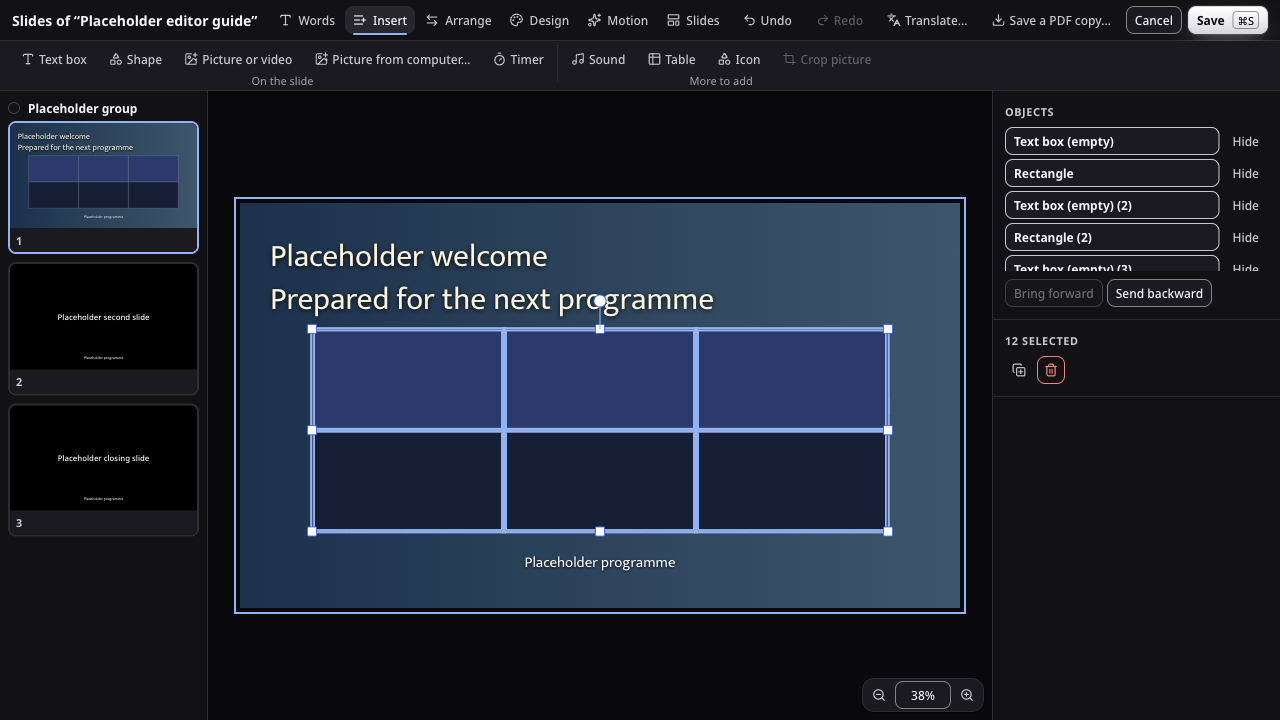 Slides of “Placeholder editor guide”
Words
Insert
Arrange
Design
Motion
Slides
Undo
Redo
Translate...
Save a PDF copy...
Cancel
Save ⌘S
Text box
Shape
Picture or video
Picture from computer...
Timer
On the slide
Sound
Table
Icon
Crop picture
More to add
Placeholder group
Placeholder welcome
Prepared for the next programme
Placeholder programme
1
Placeholder second slide
Placeholder programme
2
Placeholder closing slide
Placeholder programme
3
Placeholder welcome
Prepared for the next programme
Placeholder programme
38%
OBJECTS
Text box (empty) Hide
Rectangle Hide
Text box (empty) (2) Hide
Rectangle (2) Hide
Text box (empty) (3) Hide
Bring forward
Send backward
12 SELECTED